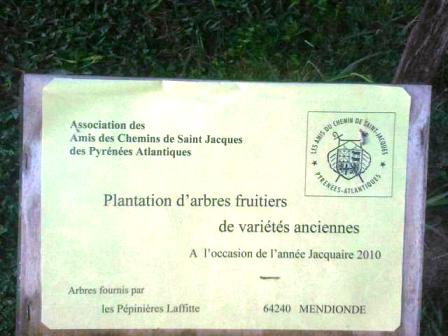 Association des
Amis des Chemins de Saint Jacques
des Pyrénées Atlantiques
LES AMIS DU CHEMIN DE SAINT-JACQUES
PYRÉNÉES-ATLANTIQUES
Plantation d'arbres fruitiers
de variétés anciennes
A l'occasion de l'année Jacquaire 2010
Arbres fournis par
les Pépinières Laffitte 64240 MENDIONDE